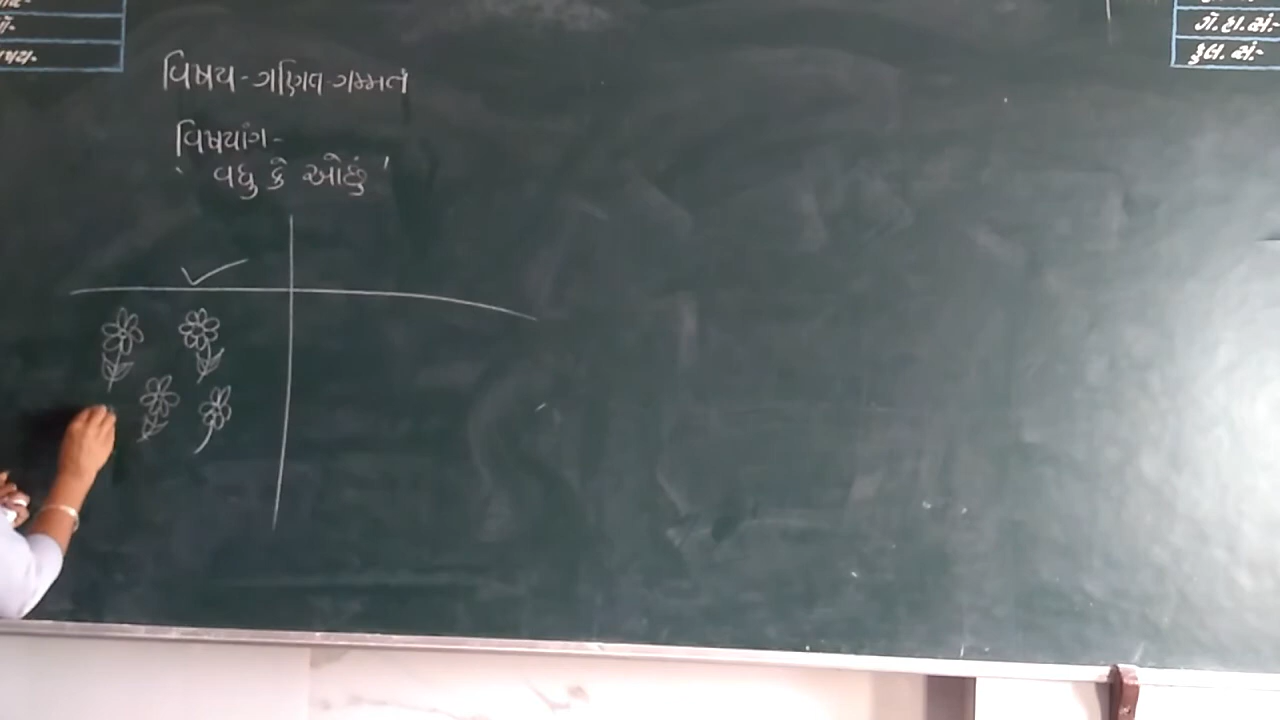 વિષય-ગણિત-ગમ્મત
વિષયાંગ-
' વધુ કે ઓછું '
ગે.હા.સં:-
કુલ. સં:-